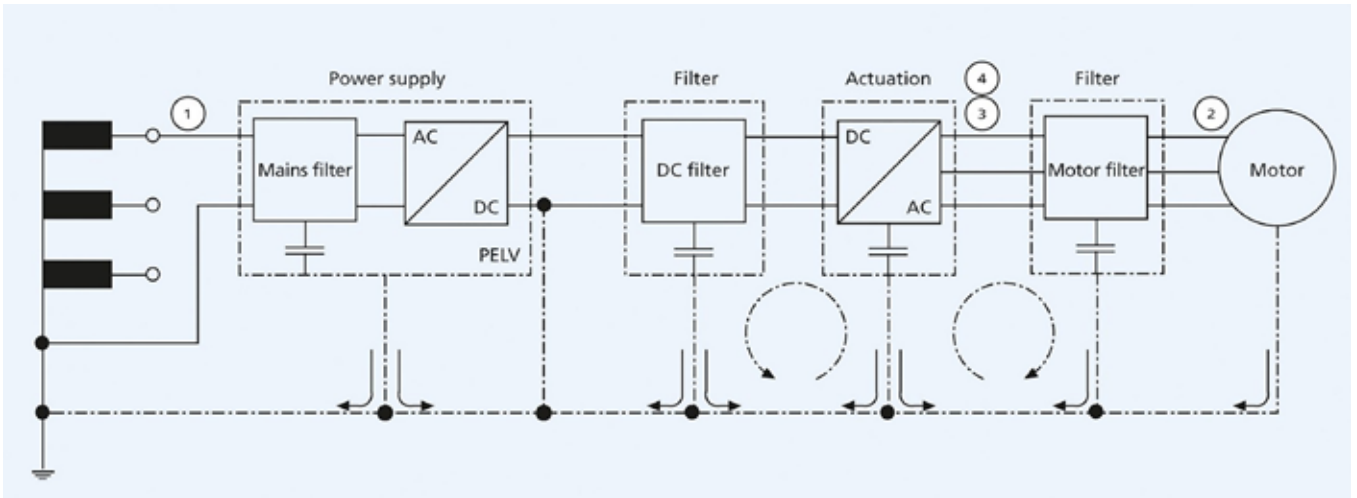 Power supply
Filter
Actuation
4
Filter
1
3
2
Mains filter
AC
DC
PELV
DC filter
DC
AC
Motor filter
Motor